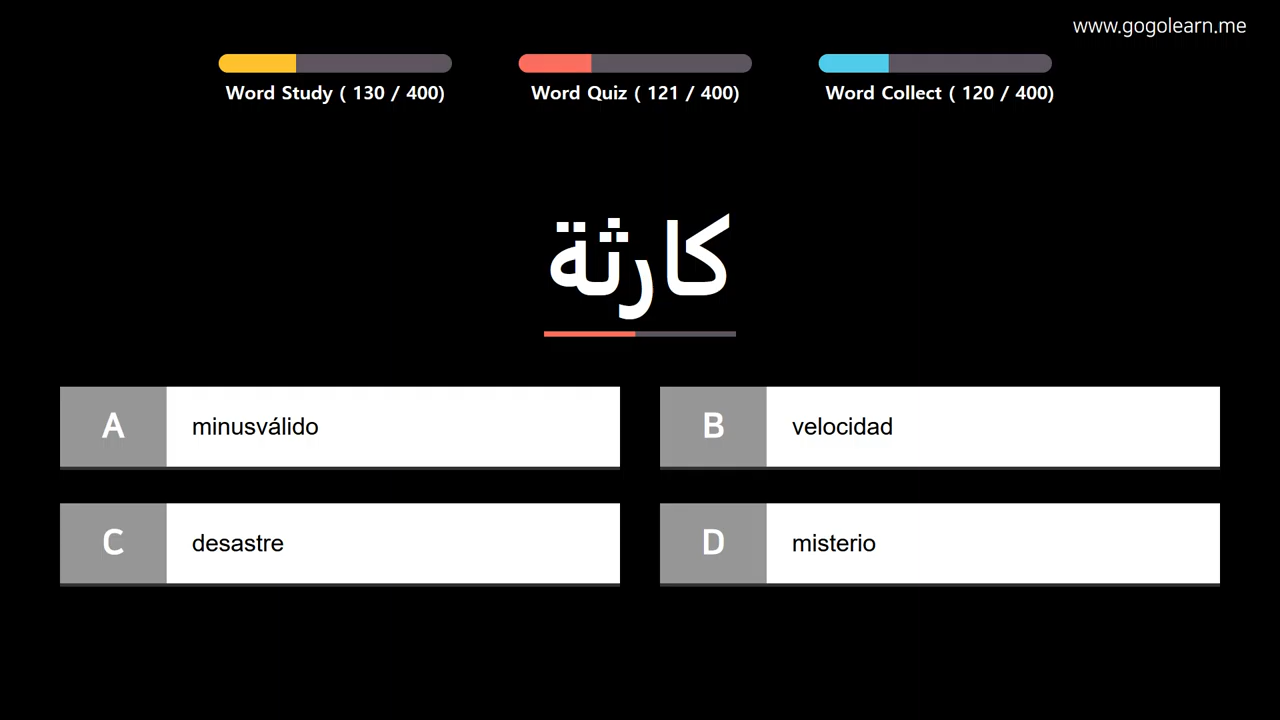 www.gogolearn.me
Word Study ( 130 / 400)
Word Quiz ( 121 / 400)
Word Collect ( 120 / 400)
كارثة
A minusválido
B velocidad
C desastre
D misterio